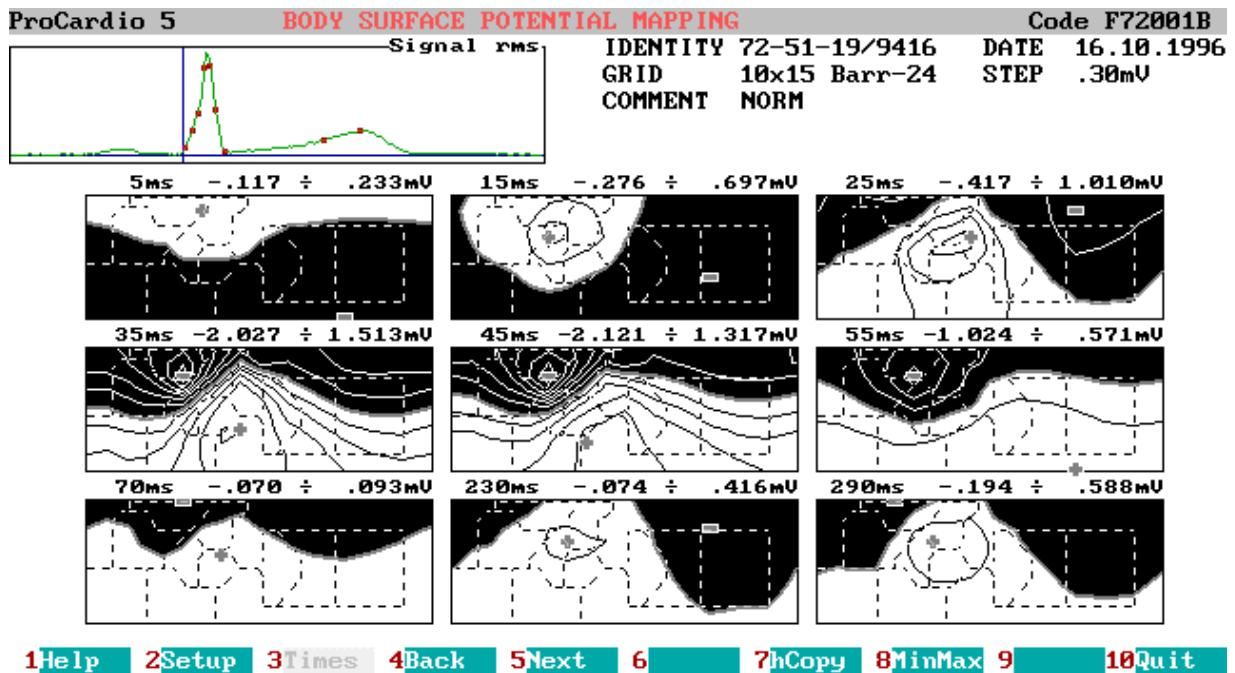 ProCardio 5 BODY SURFACE POTENTIAL MAPPING Code F72001B
Signal rms IDENTITY 72-51-19/9416 DATE 16.10.1996
GRID 10x15 Barr-24 STEP .30mV
COMMENT NORM
5ms -.117 ÷ .233mV 15ms -.276 ÷ .697mV 25ms -.417 ÷ 1.010mV
35ms -2.027 ÷ 1.513mV 45ms -2.121 ÷ 1.317mV 55ms -1.024 ÷ .571mV
70ms -.070 ÷ .093mV 230ms -.074 ÷ .416mV 290ms -.194 ÷ .588mV
1Help 2Setup 3Times 4Back 5Next 6 7hCopy 8MinMax 9 10Quit